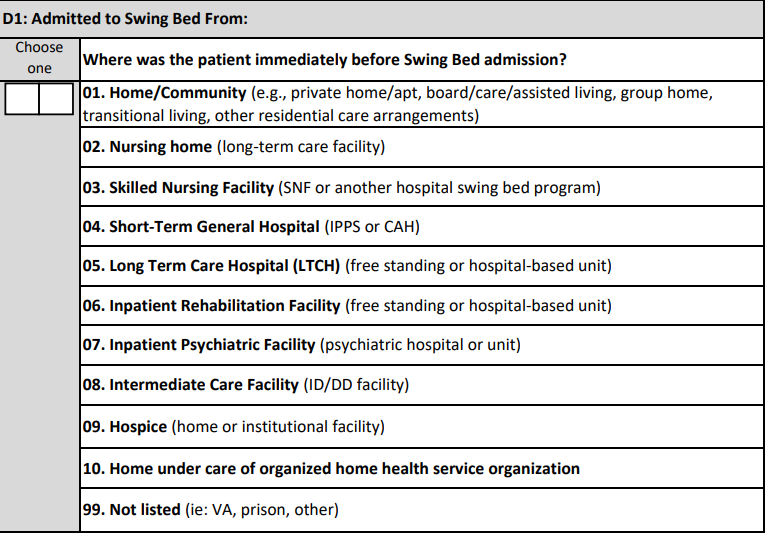 D1: Admitted to Swing Bed From:
Choose
one
Where was the patient immediately before Swing Bed admission?
01. Home/Community (e.g., private home/apt, board/care/assisted living, group home,
transitional living, other residential care arrangements)
02. Nursing home (long-term care facility)
03. Skilled Nursing Facility (SNF or another hospital swing bed program)
04. Short-Term General Hospital (IPPS or CAH)
05. Long Term Care Hospital (LTCH) (free standing or hospital-based unit)
06. Inpatient Rehabilitation Facility (free standing or hospital-based unit)
07. Inpatient Psychiatric Facility (psychiatric hospital or unit)
08. Intermediate Care Facility (ID/DD facility)
09. Hospice (home or institutional facility)
10. Home under care of organized home health service organization
99. Not listed (ie: VA, prison, other)